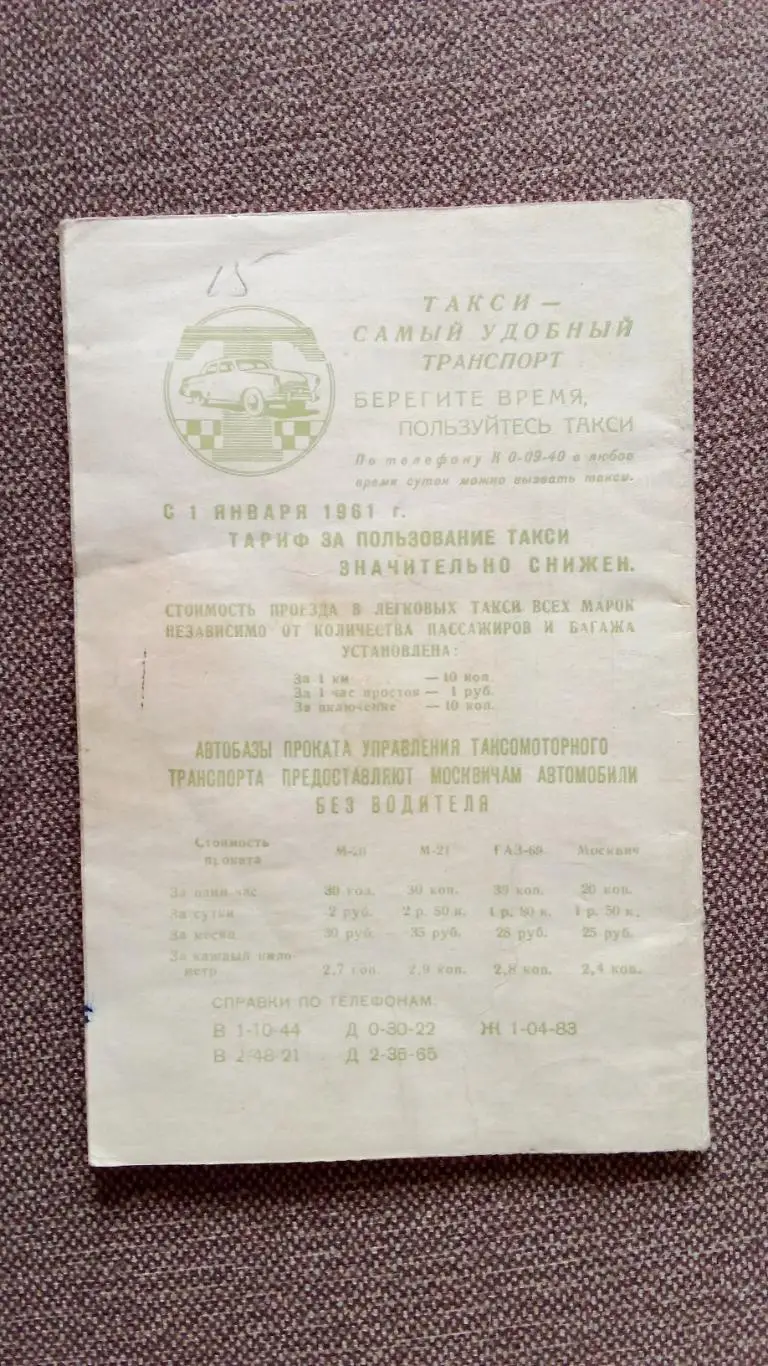 15
ТАКСИ —
САМЫЙ УДОБНЫЙ
ТРАНСПОРТ
БЕРЕГИТЕ ВРЕМЯ,
ПОЛЬЗУЙТЕСЬ ТАКСИ
По телефону К 0-09-40 в любое
время суток можно вызвать такси.
С 1 ЯНВАРЯ 1961 г.
ТАРИФ ЗА ПОЛЬЗОВАНИЕ ТАКСИ
ЗНАЧИТЕЛЬНО СНИЖЕН.
СТОИМОСТЬ ПРОЕЗДА В ЛЕГКОВЫХ ТАКСИ ВСЕХ МАРОК
НЕЗАВИСИМО ОТ КОЛИЧЕСТВА ПАССАЖИРОВ И БАГАЖА
УСТАНОВЛЕНА:
За 1 км — 10 коп.
За 1 час простоя — 1 руб.
За включение — 10 коп.
АВТОБАЗЫ ПРОКАТА УПРАВЛЕНИЯ ТАКСОМОТОРНОГО
ТРАНСПОРТА ПРЕДОСТАВЛЯЮТ МОСКВИЧАМ АВТОМОБИЛИ
БЕЗ ВОДИТЕЛЯ
Стоимость
проката М-20 М-21 ГАЗ-69 Москвич
За один час 30 коп. 30 коп. 30 коп. 20 коп.
За сутки 2 руб. 2 р. 50 к. 1 р. 80 к. 1 р. 50 к.
За месяц 30 руб. 35 руб. 28 руб. 25 руб.
За каждый кило-
метр 2,7 коп. 2,9 коп. 2,8 коп. 2,4 коп.
СПРАВКИ ПО ТЕЛЕФОНАМ:
В 1-10-44 Д 0-30-22 Ж 1-04-83
В 2-48-21 Д 2-35-65